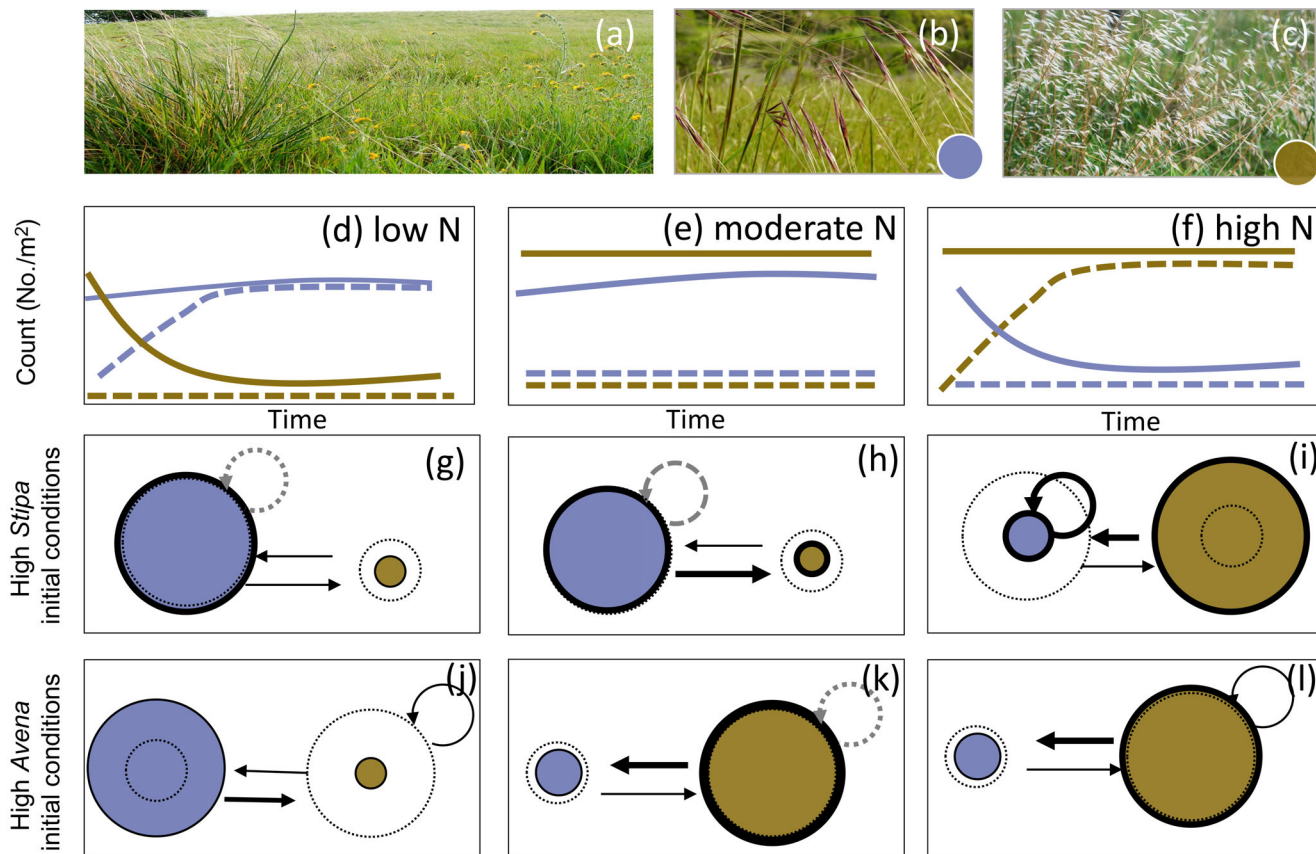 (a)
(b)
(c)
(d) low N
(e) moderate N
(f) high N
Count (No./m²)
Time
Time
Time
High Stipa
initial conditions
(g)
(h)
(i)
High Avena
initial conditions
(j)
(k)
(l)